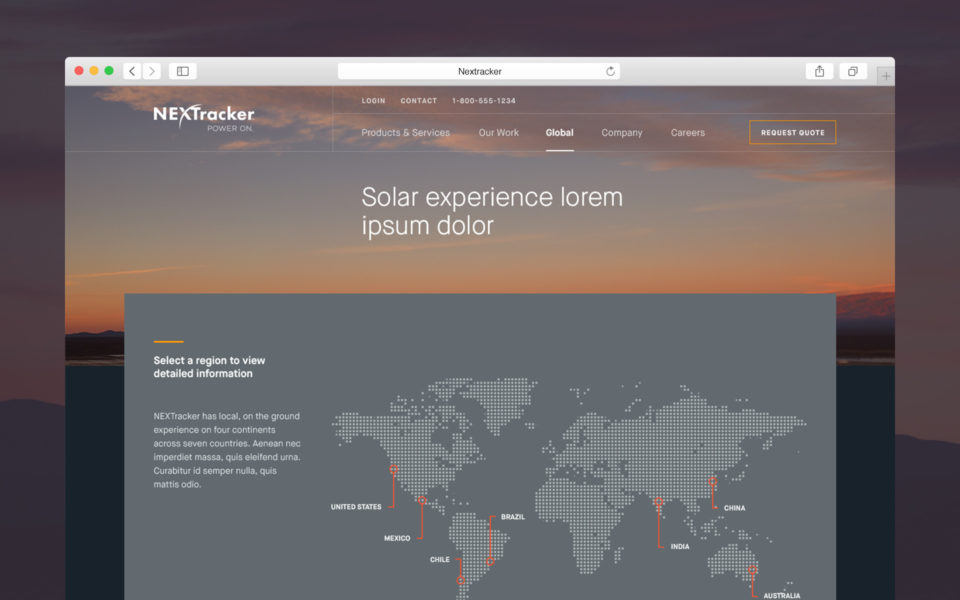 Nextracker
LOGIN CONTACT 1-800-555-1234
NEXTracker
POWER ON.
Products & Services Our Work Global Company Careers REQUEST QUOTE
Solar experience lorem
ipsum dolor
Select a region to view
detailed information
NEXTracker has local, on the ground
experience on four continents
across seven countries. Aenean nec
imperdiet massa, quis eleifend urna.
Curabitur id semper nulla, quis
mattis odio.
UNITED STATES
MEXICO
CHILE
BRAZIL
CHINA
INDIA
AUSTRALIA